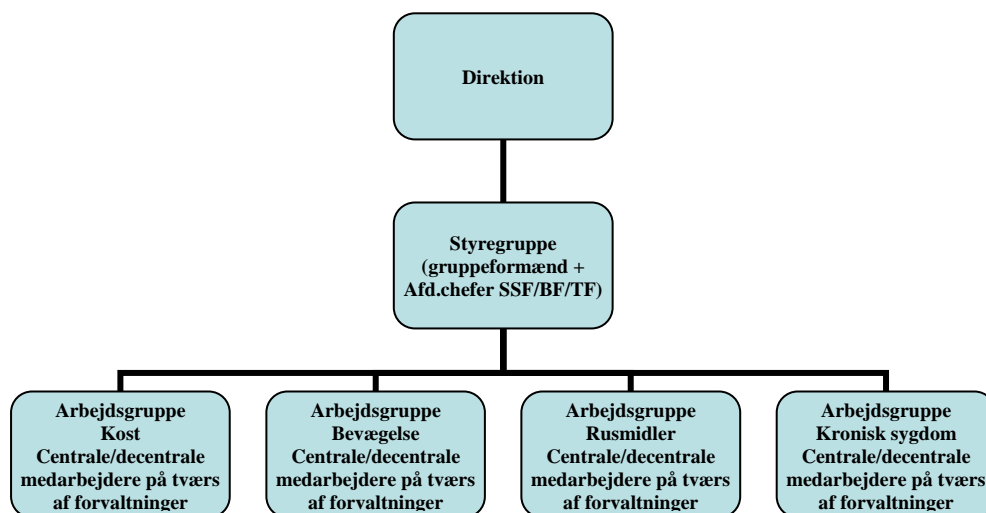 Direktion
Styregruppe
(gruppeformænd +
Afd.chefer SSF/BF/TF)
Arbejdsgruppe
Kost
Centrale/decentrale
medarbejdere på tværs
af forvaltninger
Arbejdsgruppe
Bevægelse
Centrale/decentrale
medarbejdere på tværs
af forvaltninger
Arbejdsgruppe
Rusmidler
Centrale/decentrale
medarbejdere på tværs
af forvaltninger
Arbejdsgruppe
Kronisk sygdom
Centrale/decentrale
medarbejdere på tværs
af forvaltninger